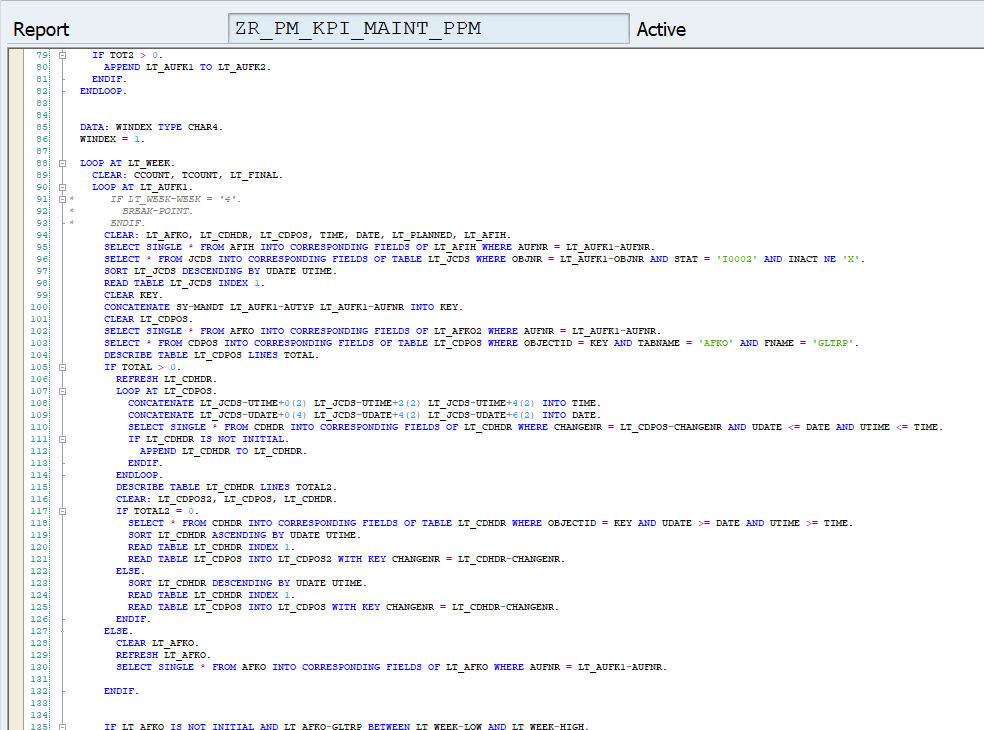 Report ZR_PM_KPI_MAINT_PPM Active
79 IF TOT2 > 0.
80 APPEND LT_AUFK1 TO LT_AUFK2.
81 ENDIF.
82 ENDLOOP.
83
84
85 DATA: WINDEX TYPE CHAR4.
86 WINDEX = 1.
87
88 LOOP AT LT_WEEK.
89 CLEAR: CCOUNT, TCOUNT, LT_FINAL.
90 LOOP AT LT_AUFK1.
91 * IF LT_WEEK-WEEK = '4'.
92 * BREAK-POINT.
93 * ENDIF.
94 CLEAR: LT_AFKO, LT_CDHDR, LT_CDPOS, TIME, DATE, LT_PLANNED, LT_AFIH.
95 SELECT SINGLE * FROM AFIH INTO CORRESPONDING FIELDS OF LT_AFIH WHERE AUFNR = LT_AUFK1-AUFNR.
96 SELECT * FROM JCDS INTO CORRESPONDING FIELDS OF TABLE LT_JCDS WHERE OBJNR = LT_AUFK1-OBJNR AND STAT = 'I0002' AND INACT NE 'X'.
97 SORT LT_JCDS DESCENDING BY UDATE UTIME.
98 READ TABLE LT_JCDS INDEX 1.
99 CLEAR KEY.
100 CONCATENATE SY-MANDT LT_AUFK1-AUTYP LT_AUFK1-AUFNR INTO KEY.
101 CLEAR LT_CDPOS.
102 SELECT SINGLE * FROM AFKO INTO CORRESPONDING FIELDS OF LT_AFKO2 WHERE AUFNR = LT_AUFK1-AUFNR.
103 SELECT * FROM CDPOS INTO CORRESPONDING FIELDS OF TABLE LT_CDPOS WHERE OBJECTID = KEY AND TABNAME = 'AFKO' AND FNAME = 'GLTRP'.
104 DESCRIBE TABLE LT_CDPOS LINES TOTAL.
105 IF TOTAL > 0.
106 REFRESH LT_CDHDR.
107 LOOP AT LT_CDPOS.
108 CONCATENATE LT_JCDS-UTIME+0(2) LT_JCDS-UTIME+2(2) LT_JCDS-UTIME+4(2) INTO TIME.
109 CONCATENATE LT_JCDS-UDATE+0(4) LT_JCDS-UDATE+4(2) LT_JCDS-UDATE+6(2) INTO DATE.
110 SELECT SINGLE * FROM CDHDR INTO CORRESPONDING FIELDS OF LT_CDHDR WHERE CHANGENR = LT_CDPOS-CHANGENR AND UDATE <= DATE AND UTIME <= TIME.
111 IF LT_CDHDR IS NOT INITIAL.
112 APPEND LT_CDHDR TO LT_CDHDR.
113 ENDIF.
114 ENDLOOP.
115 DESCRIBE TABLE LT_CDHDR LINES TOTAL2.
116 CLEAR: LT_CDPOS2, LT_CDPOS, LT_CDHDR.
117 IF TOTAL2 = 0.
118 SELECT * FROM CDHDR INTO CORRESPONDING FIELDS OF TABLE LT_CDHDR WHERE OBJECTID = KEY AND UDATE >= DATE AND UTIME >= TIME.
119 SORT LT_CDHDR ASCENDING BY UDATE UTIME.
120 READ TABLE LT_CDHDR INDEX 1.
121 READ TABLE LT_CDPOS INTO LT_CDPOS2 WITH KEY CHANGENR = LT_CDHDR-CHANGENR.
122 ELSE.
123 SORT LT_CDHDR DESCENDING BY UDATE UTIME.
124 READ TABLE LT_CDHDR INDEX 1.
125 READ TABLE LT_CDPOS INTO LT_CDPOS WITH KEY CHANGENR = LT_CDHDR-CHANGENR.
126 ENDIF.
127 ELSE.
128 CLEAR LT_AFKO.
129 REFRESH LT_AFKO.
130 SELECT SINGLE * FROM AFKO INTO CORRESPONDING FIELDS OF LT_AFKO WHERE AUFNR = LT_AUFK1-AUFNR.
131
132 ENDIF.
133
134
135 IF LT_AFKO IS NOT INITIAL AND LT_AFKO-GLTRP BETWEEN LT_WEEK-LOW AND LT_WEEK-HIGH.